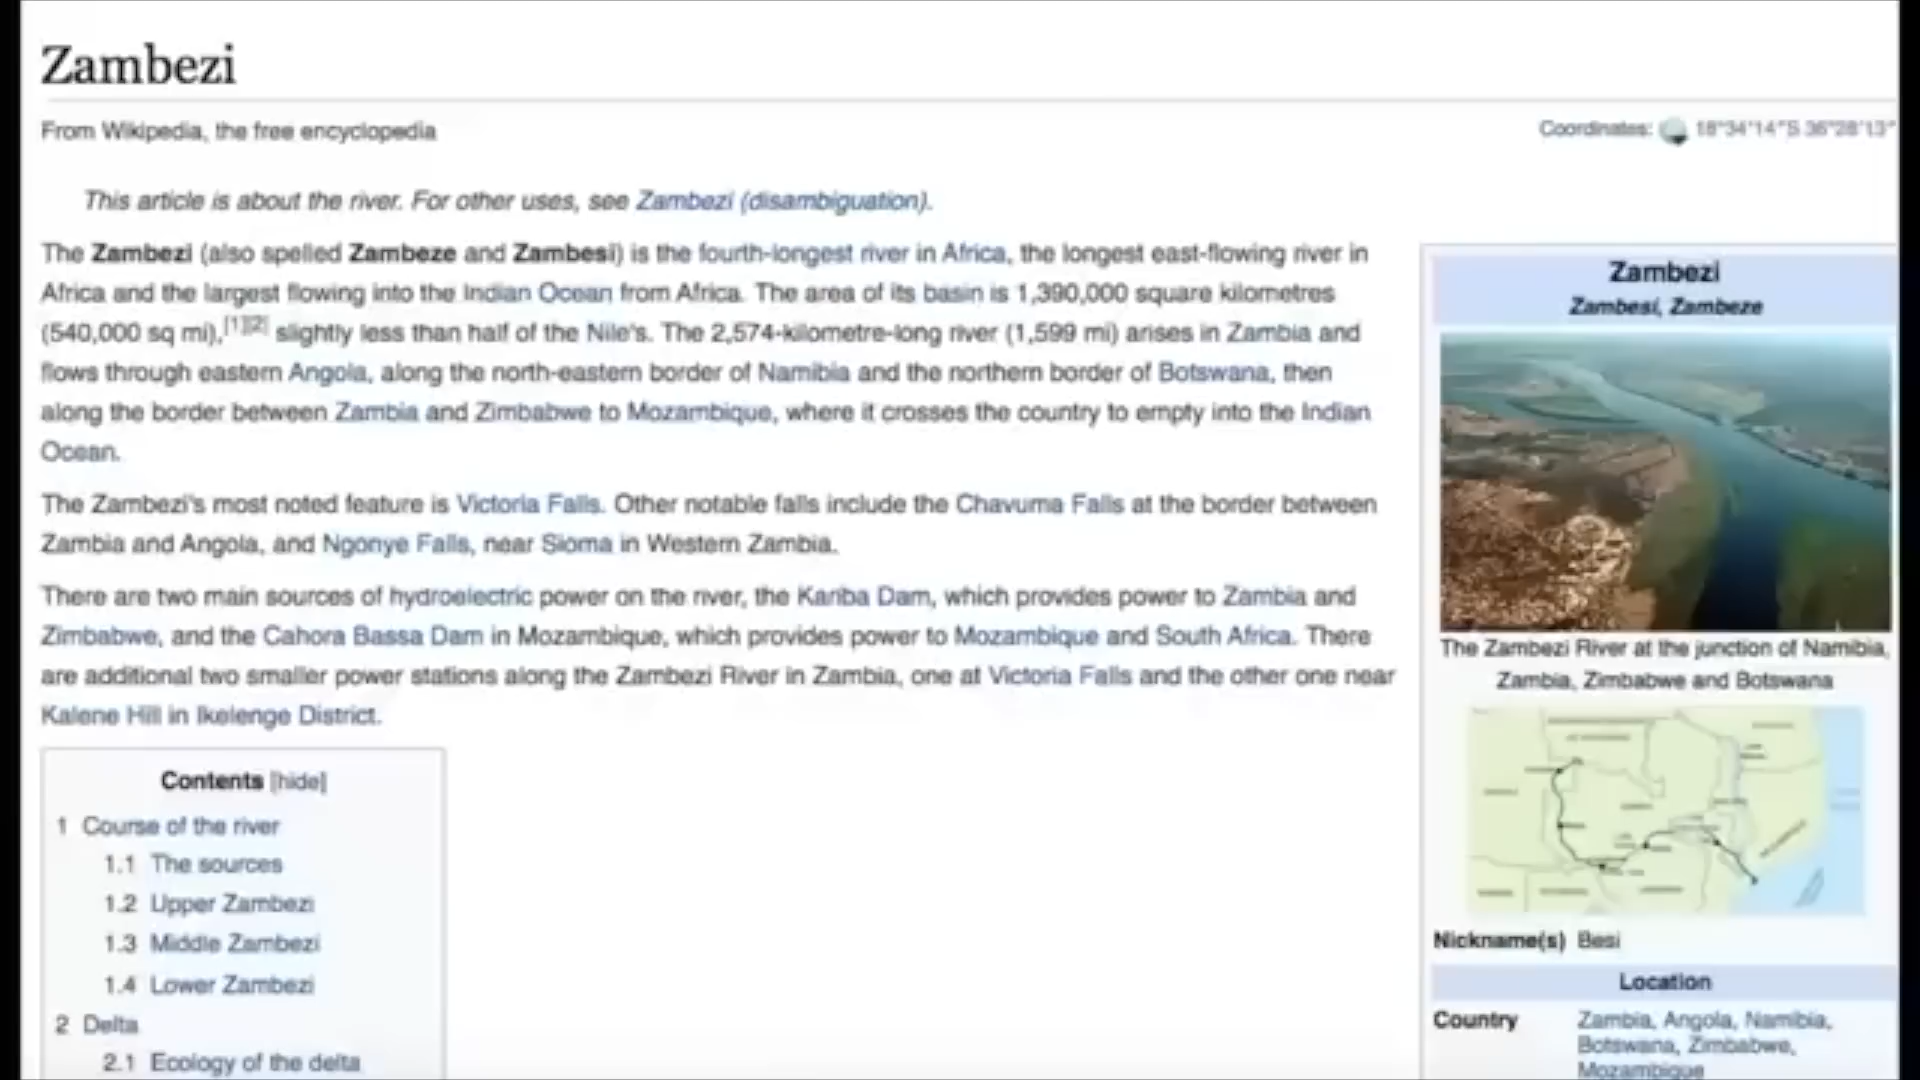 Zambezi
From Wikipedia, the free encyclopedia
Coordinates: 18°34′14″S 36°28′13″
This article is about the river. For other uses, see Zambezi (disambiguation).
The Zambezi (also spelled Zambeze and Zambesi) is the fourth-longest river in Africa, the longest east-flowing river in
Africa and the largest flowing into the Indian Ocean from Africa. The area of its basin is 1,390,000 square kilometres
(540,000 sq mi),[1][2] slightly less than half of the Nile's. The 2,574-kilometre-long river (1,599 mi) arises in Zambia and
flows through eastern Angola, along the north-eastern border of Namibia and the northern border of Botswana, then
along the border between Zambia and Zimbabwe to Mozambique, where it crosses the country to empty into the Indian
Ocean.
The Zambezi's most noted feature is Victoria Falls. Other notable falls include the Chavuma Falls at the border between
Zambia and Angola, and Ngonye Falls, near Sioma in Western Zambia.
There are two main sources of hydroelectric power on the river, the Kariba Dam, which provides power to Zambia and
Zimbabwe, and the Cahora Bassa Dam in Mozambique, which provides power to Mozambique and South Africa. There
are additional two smaller power stations along the Zambezi River in Zambia, one at Victoria Falls and the other one near
Kalene Hill in Ikelenge District.
Contents [hide]
1 Course of the river
1.1 The sources
1.2 Upper Zambezi
1.3 Middle Zambezi
1.4 Lower Zambezi
2 Delta
2.1 Ecology of the delta
Zambezi
Zambesi, Zambeze
The Zambezi River at the junction of Namibia,
Zambia, Zimbabwe and Botswana
Nickname(s) Besi
Location
Country Zambia, Angola, Namibia,
Botswana, Zimbabwe,
Mozambique